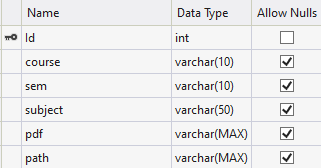 Name Data Type Allow Nulls
Id int
course varchar(10)
sem varchar(10)
subject varchar(50)
pdf varchar(MAX)
path varchar(MAX)